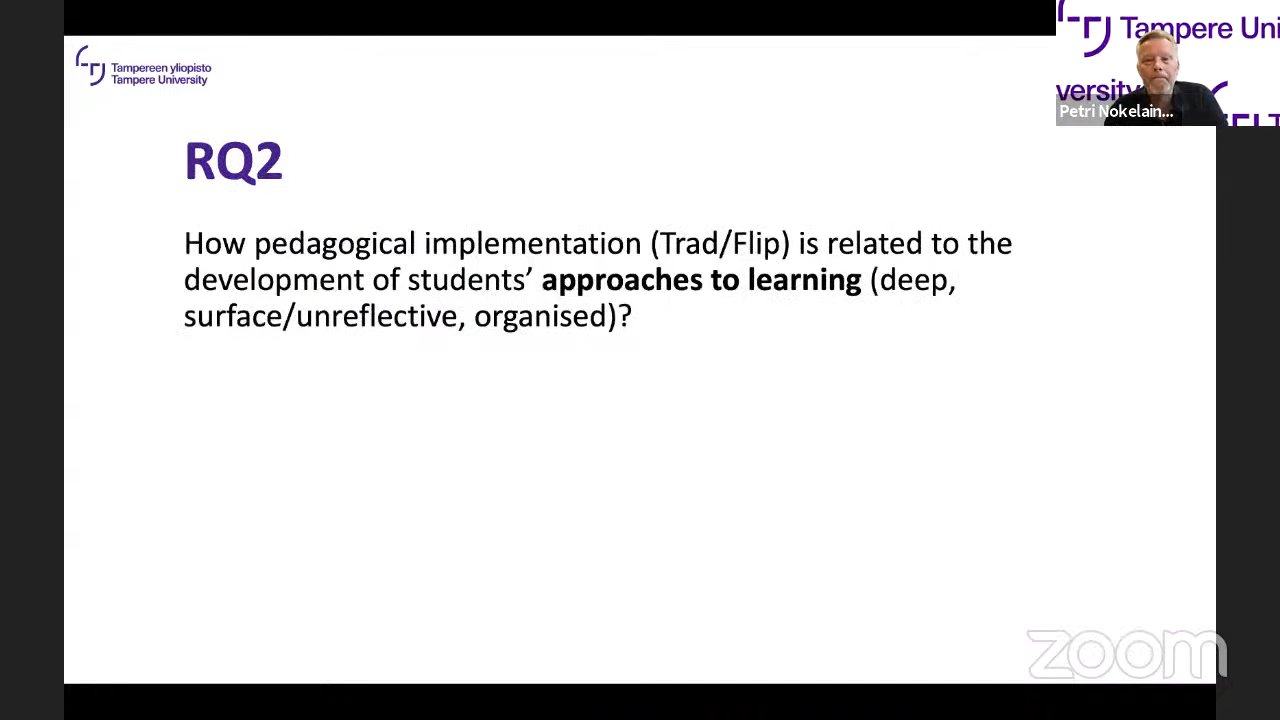 Tampereen yliopisto
Tampere University
Tampere Uni
versity
Petri Nokelain...
RQ2
How pedagogical implementation (Trad/Flip) is related to the
development of students’ approaches to learning (deep,
surface/unreflective, organised)?
zoom